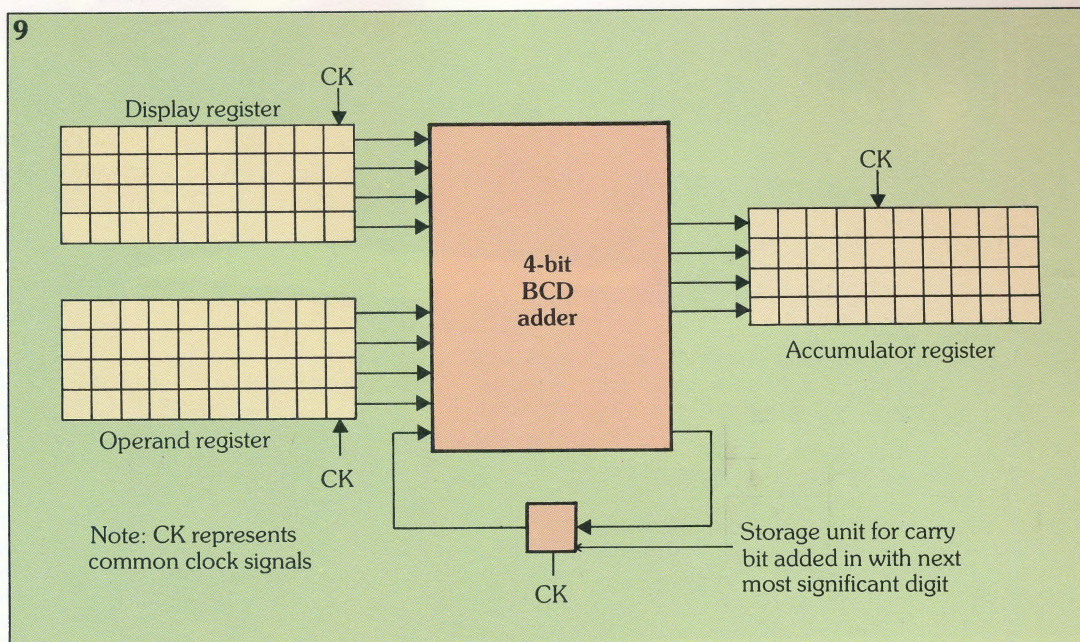 9
CK
Display register
CK
4-bit
BCD
adder
Accumulator register
Operand register
CK
Note: CK represents
common clock signals
Storage unit for carry
bit added in with next
most significant digit
CK